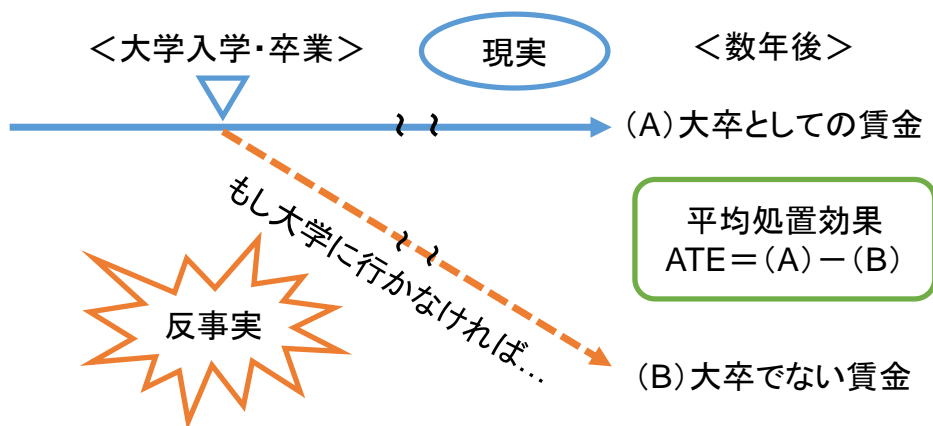 ＜大学入学・卒業＞
現実
＜数年後＞
（A）大卒としての賃金
もし大学に行かなければ…
平均処置効果
ATE＝（A）－（B）
反事実
（B）大卒でない賃金